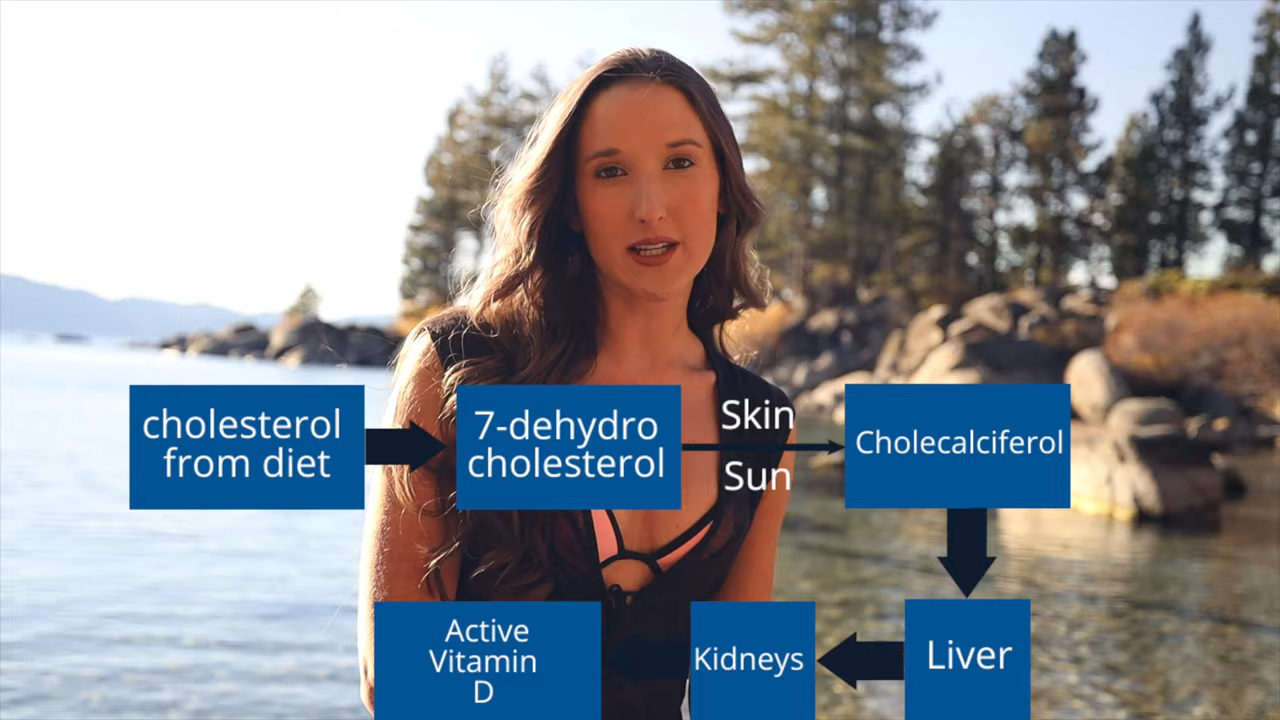 cholesterol
from diet
7-dehydro
cholesterol
Skin
Sun
Cholecalciferol
Active
Vitamin
D
Kidneys
Liver